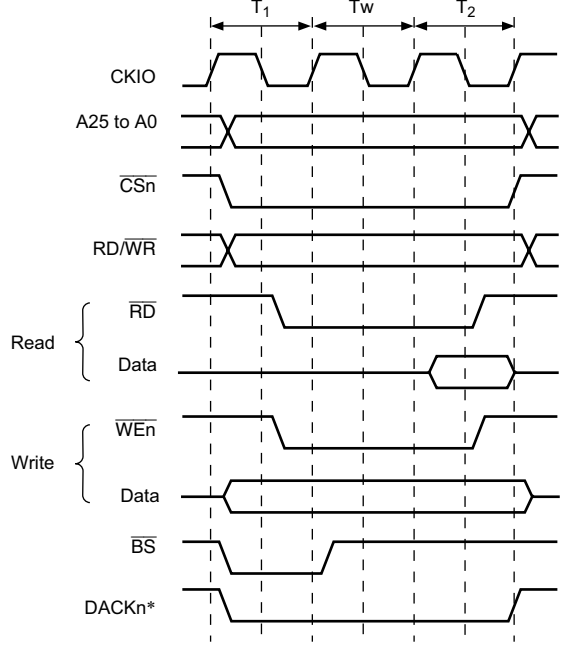 T1 Tw T2
CKIO
A25 to A0
CSn
RD/WR
Read
RD
Data
Write
WEn
Data
BS
DACKn*